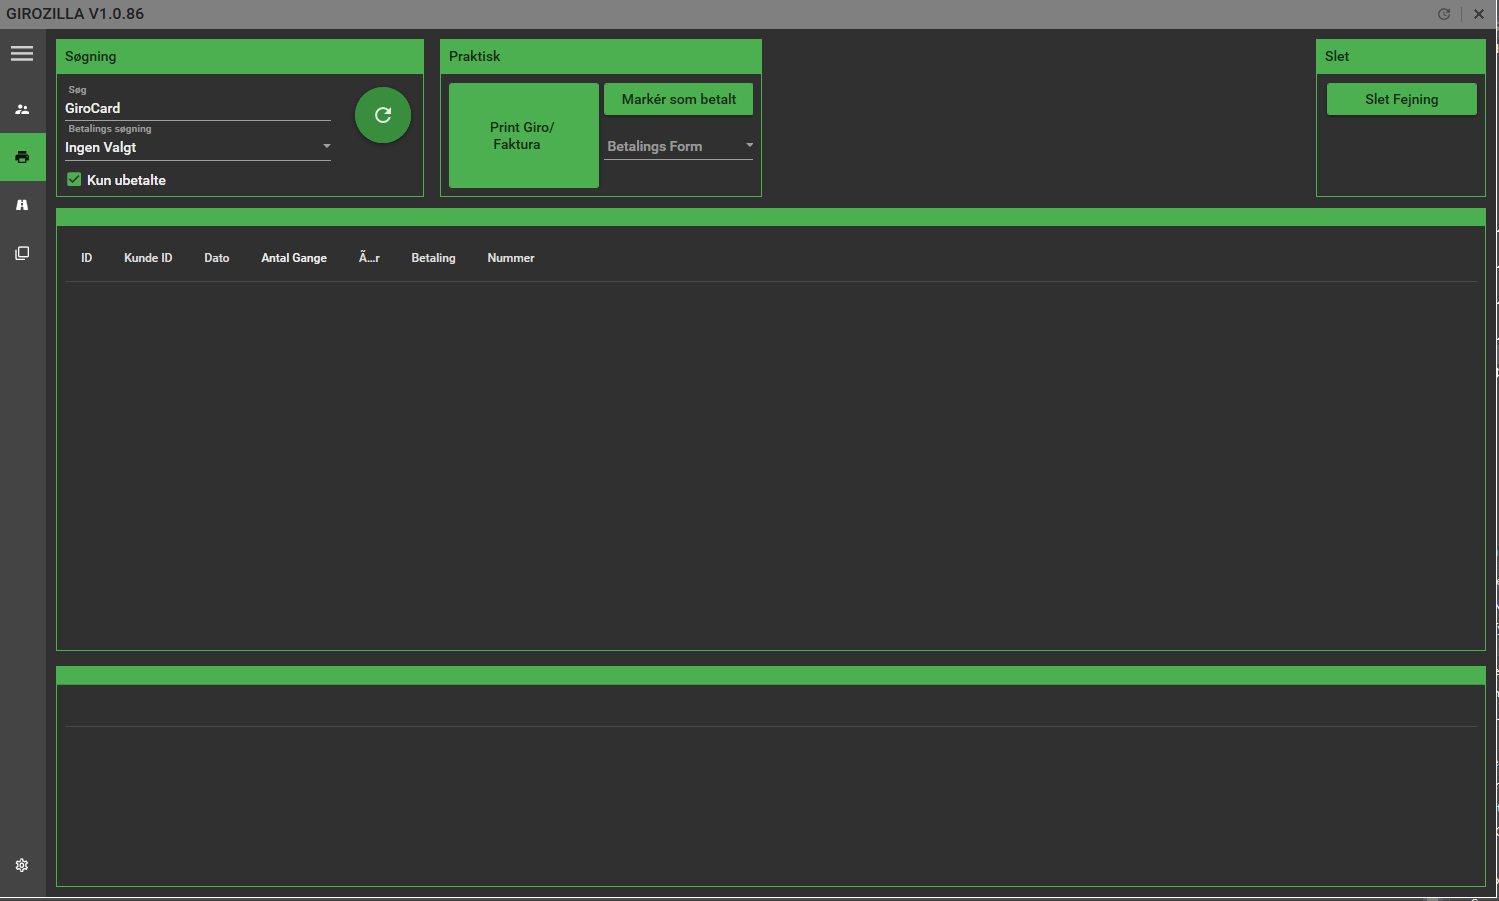 GIROZILLA V1.0.86
Søgning
Søg
GiroCard
Betalings søgning
Ingen Valgt
Kun ubetalte
Praktisk
Print Giro/
Faktura
Markér som betalt
Betalings Form
Slet
Slet Fejning
ID Kunde ID Dato Antal Gange Ã…r Betaling Nummer